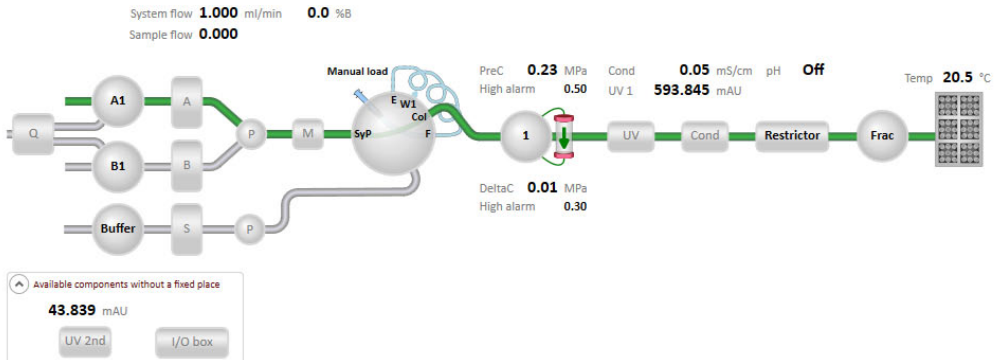 System flow 1.000 ml/min 0.0 %B
Sample flow 0.000
Manual load
PreC 0.23 MPa
High alarm 0.50
Cond 0.05 mS/cm pH Off
UV 1 593.845 mAU
Temp 20.5 °C
E
W1
Col
F
SyP
A1
A
Q
P
M
1
UV
Cond
Restrictor
Frac
B1
B
DeltaC 0.01 MPa
High alarm 0.30
Buffer
S
P
Available components without a fixed place
43.839 mAU
UV 2nd
I/O box